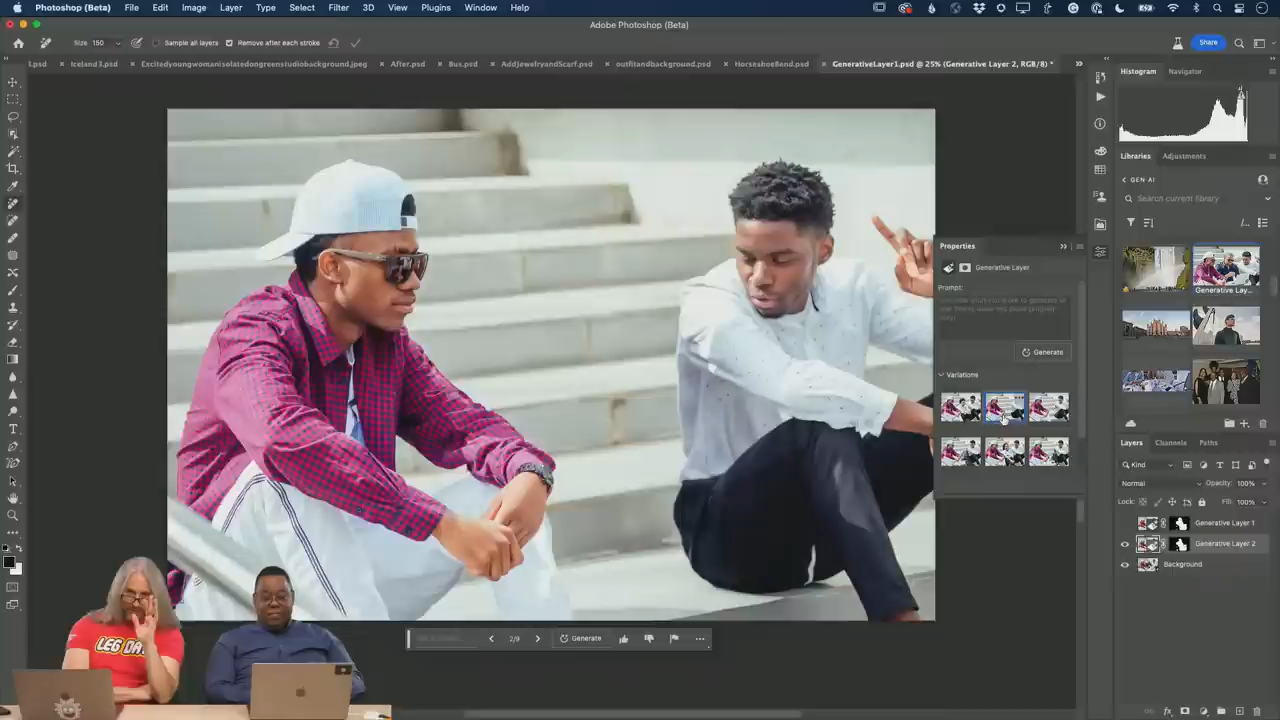 Photoshop (Beta) File Edit Image Layer Type Select Filter 3D View Plugins Window Help
Adobe Photoshop (Beta)
Size 150 Sample all layers Remove after each stroke Share
l.psd × Iceland3.psd × Excitedyoungwomanisolatedongreenstudiobackground.jpeg × After.psd × Bus.psd × AddJewelryandScarf.psd × outfitandbackground.psd × HorseshoeBend.psd × GenerativeLayer1.psd @ 25% (Generative Layer 2, RGB/8) *
Histogram Navigator
Libraries Adjustments
GEN AI
Search current library
Generative Lay...
Properties
Generative Layer
Prompt:
Generate
Variations
Layers Channels Paths
Kind
Normal Opacity: 100%
Lock: Fill: 100%
Generative Layer 1
Generative Layer 2
Background
2/9 Generate
LEG DA